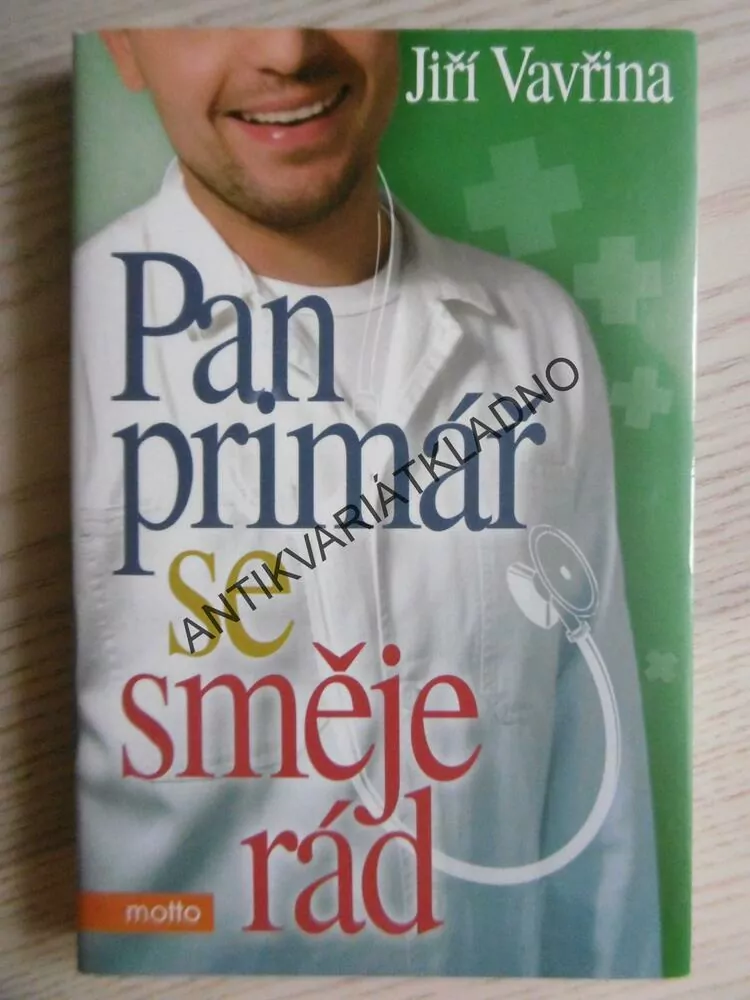 Jiří Vavřina
Pan
primář
se
směje
rád
motto
ANTIKVARIÁTKLADNO